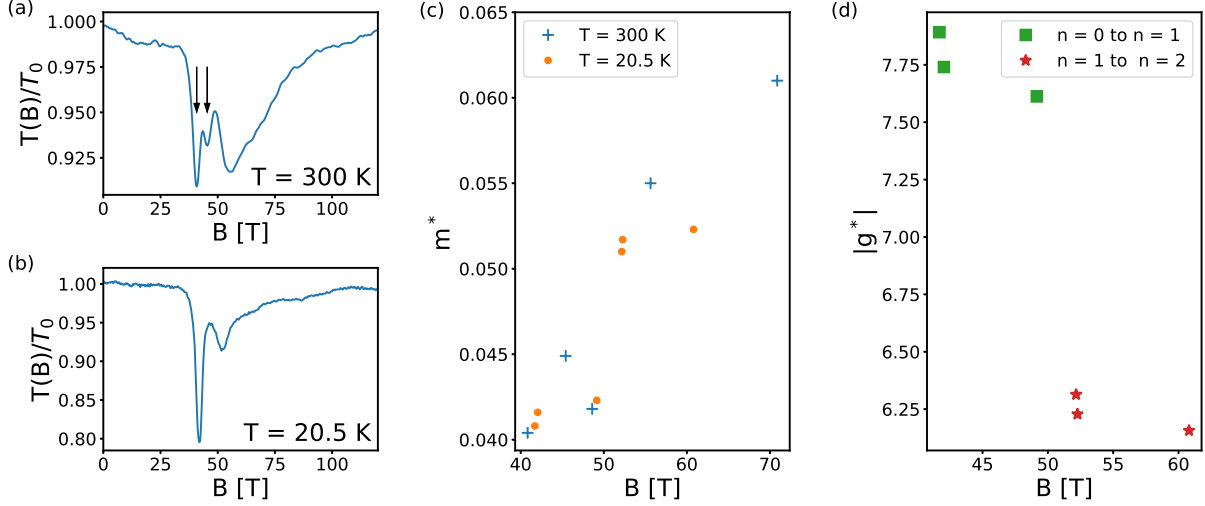 (a)
1.000
0.975
0.950
0.925
T(B)/T0
T = 300 K
0 25 50 75 100
B [T]
(b)
1.00
0.95
0.90
0.85
0.80
T(B)/T0
T = 20.5 K
0 25 50 75 100
B [T]
(c)
0.065
0.060
0.055
0.050
0.045
0.040
m*
T = 300 K
T = 20.5 K
40 50 60 70
B [T]
(d)
7.75
7.50
7.25
7.00
6.75
6.50
6.25
|g*|
n = 0 to n = 1
n = 1 to n = 2
45 50 55 60
B [T]